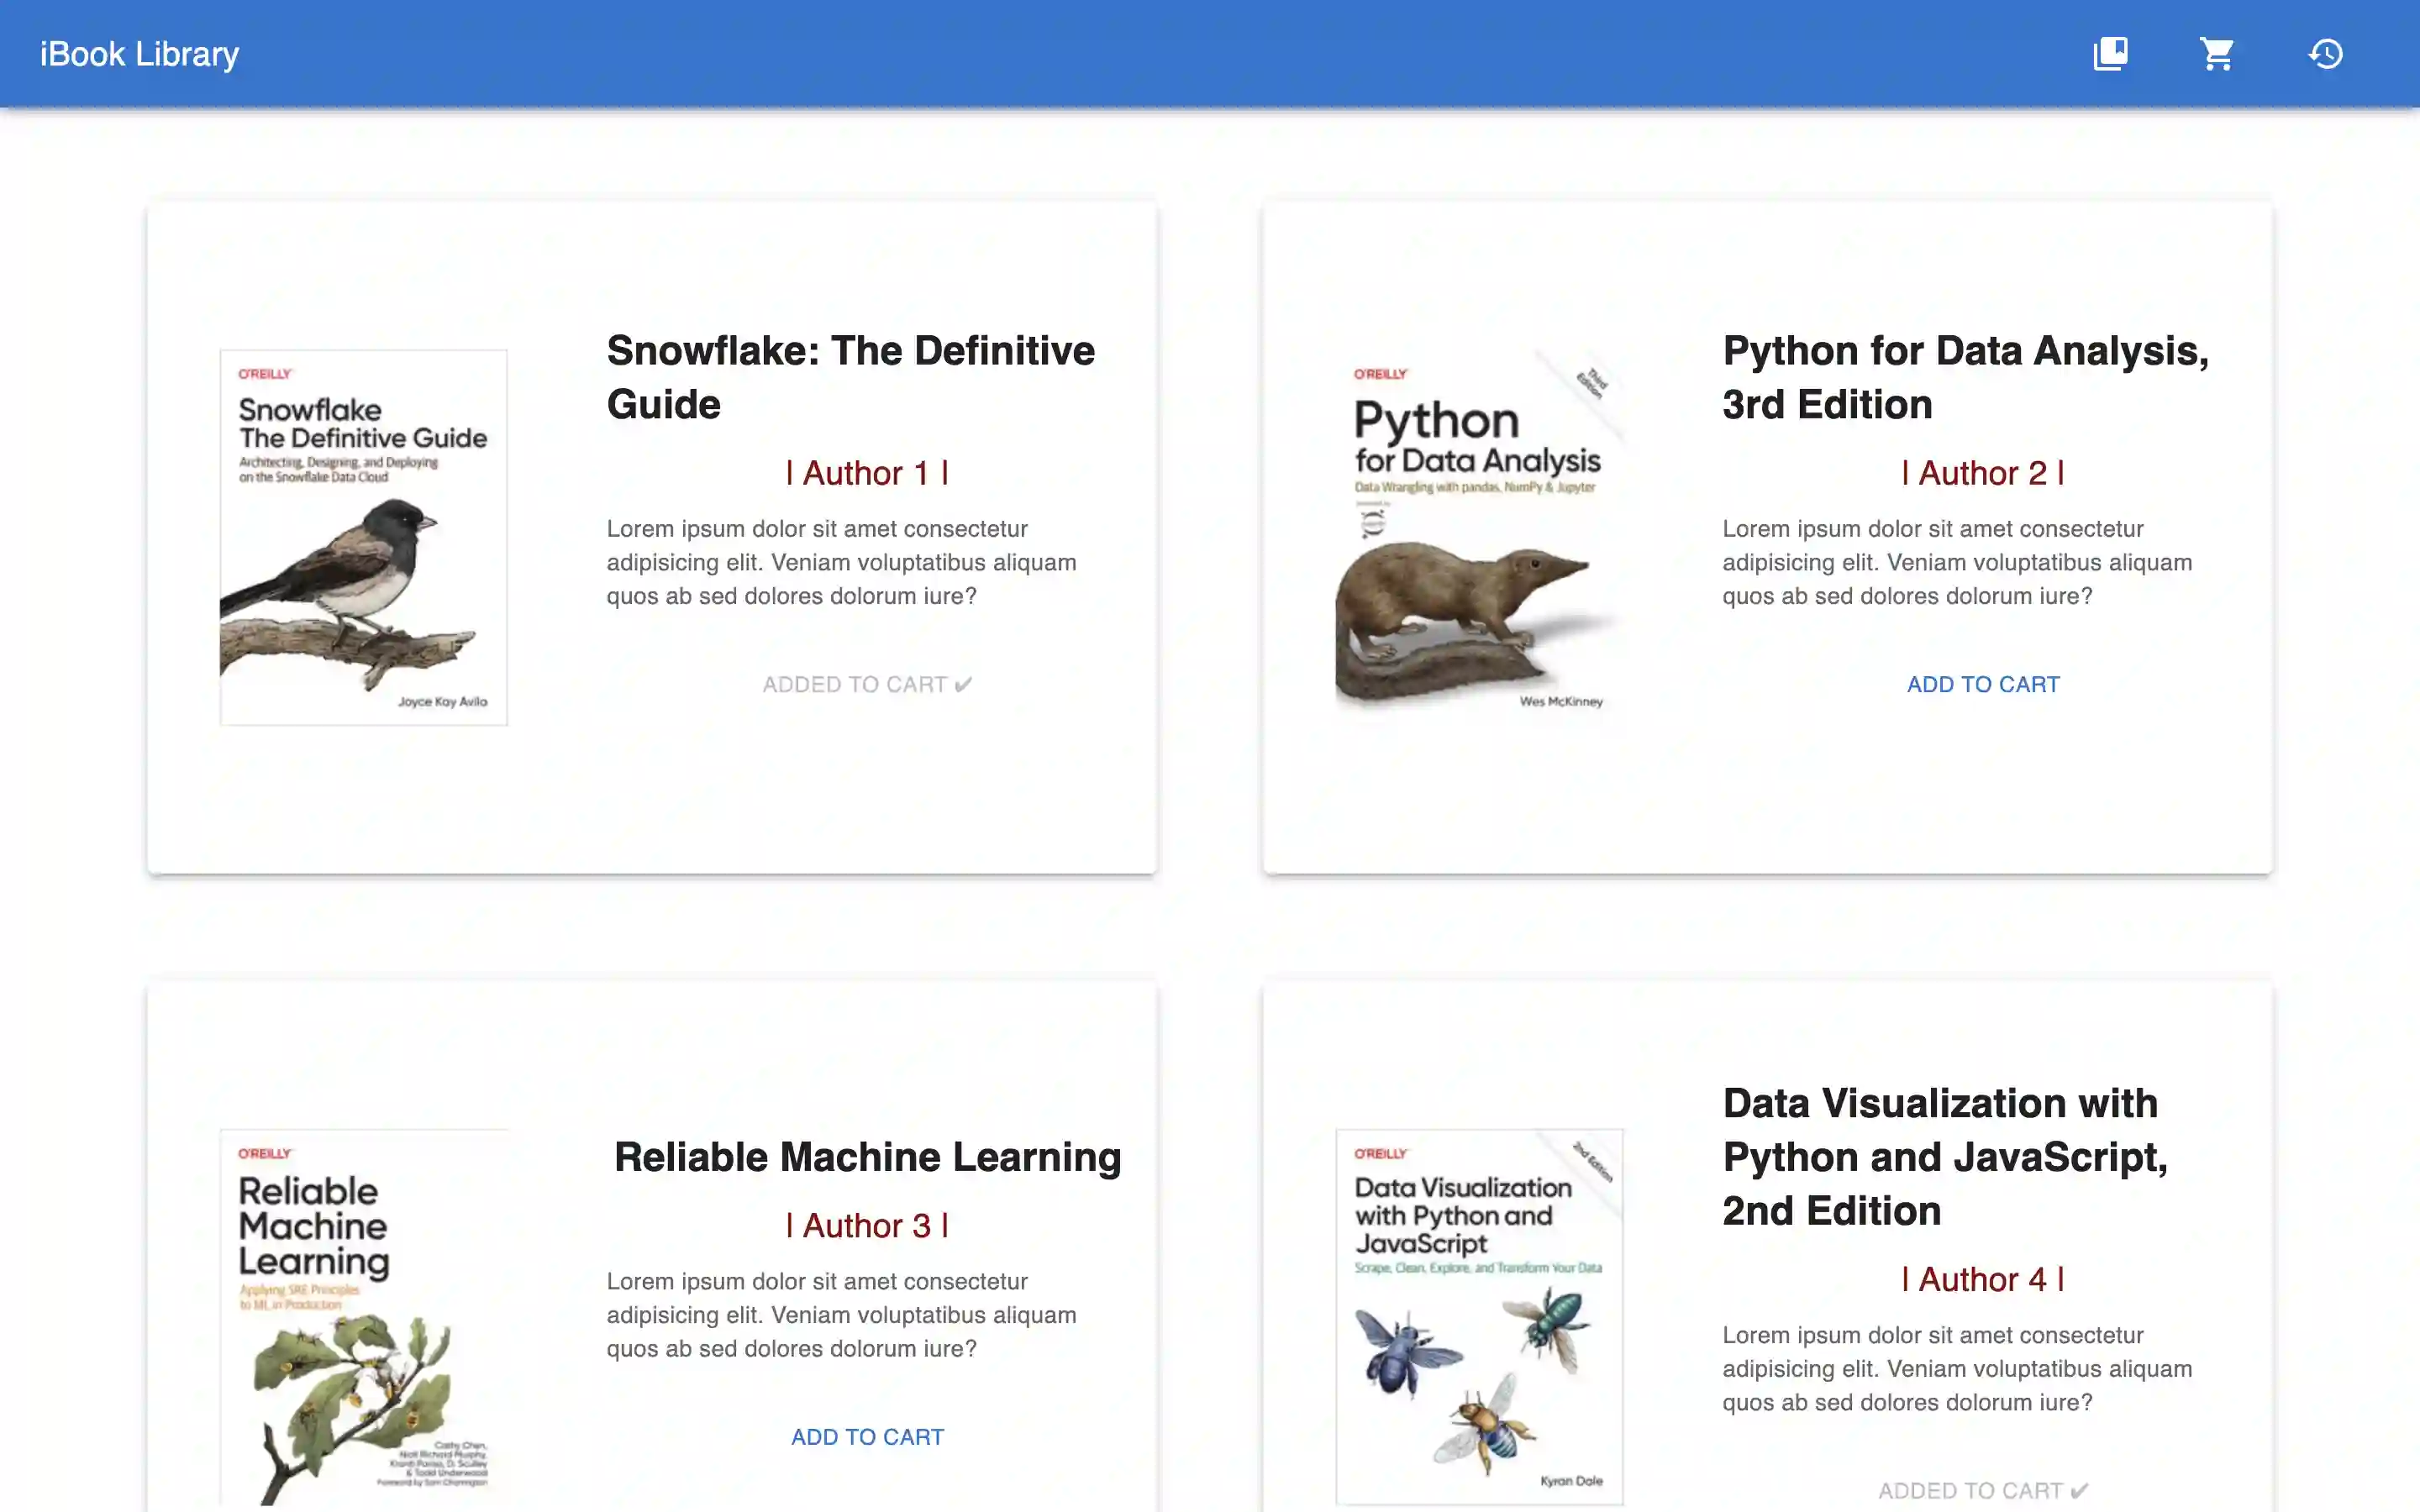 iBook Library
O'REILLY
Snowflake
The Definitive Guide
Architecting, Designing, and Deploying
on the Snowflake Data Cloud
Joyce Kay Avila
Snowflake: The Definitive
Guide
| Author 1 |
Lorem ipsum dolor sit amet consectetur
adipisicing elit. Veniam voluptatibus aliquam
quos ab sed dolores dolorum iure?
ADDED TO CART ✔
O'REILLY
Third
Edition
Python
for Data Analysis
Data Wrangling with pandas, NumPy & Jupyter
Wes McKinney
Python for Data Analysis,
3rd Edition
| Author 2 |
Lorem ipsum dolor sit amet consectetur
adipisicing elit. Veniam voluptatibus aliquam
quos ab sed dolores dolorum iure?
ADD TO CART
O'REILLY
Reliable
Machine
Learning
Applying SRE Principles
to ML in Production
Cathy Chen,
Niall Richard Murphy,
Kranti Parisa, D. Sculley
& Todd Underwood
Foreword by Sam Charrington
Reliable Machine Learning
| Author 3 |
Lorem ipsum dolor sit amet consectetur
adipisicing elit. Veniam voluptatibus aliquam
quos ab sed dolores dolorum iure?
ADD TO CART
O'REILLY
2nd Edition
Data Visualization
with Python and
JavaScript
Scrape, Clean, Explore, and Transform Your Data
Kyran Dale
Data Visualization with
Python and JavaScript,
2nd Edition
| Author 4 |
Lorem ipsum dolor sit amet consectetur
adipisicing elit. Veniam voluptatibus aliquam
quos ab sed dolores dolorum iure?
ADDED TO CART ✔